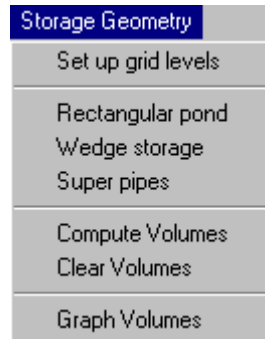 Storage Geometry
Set up grid levels
Rectangular pond
Wedge storage
Super pipes
Compute Volumes
Clear Volumes
Graph Volumes